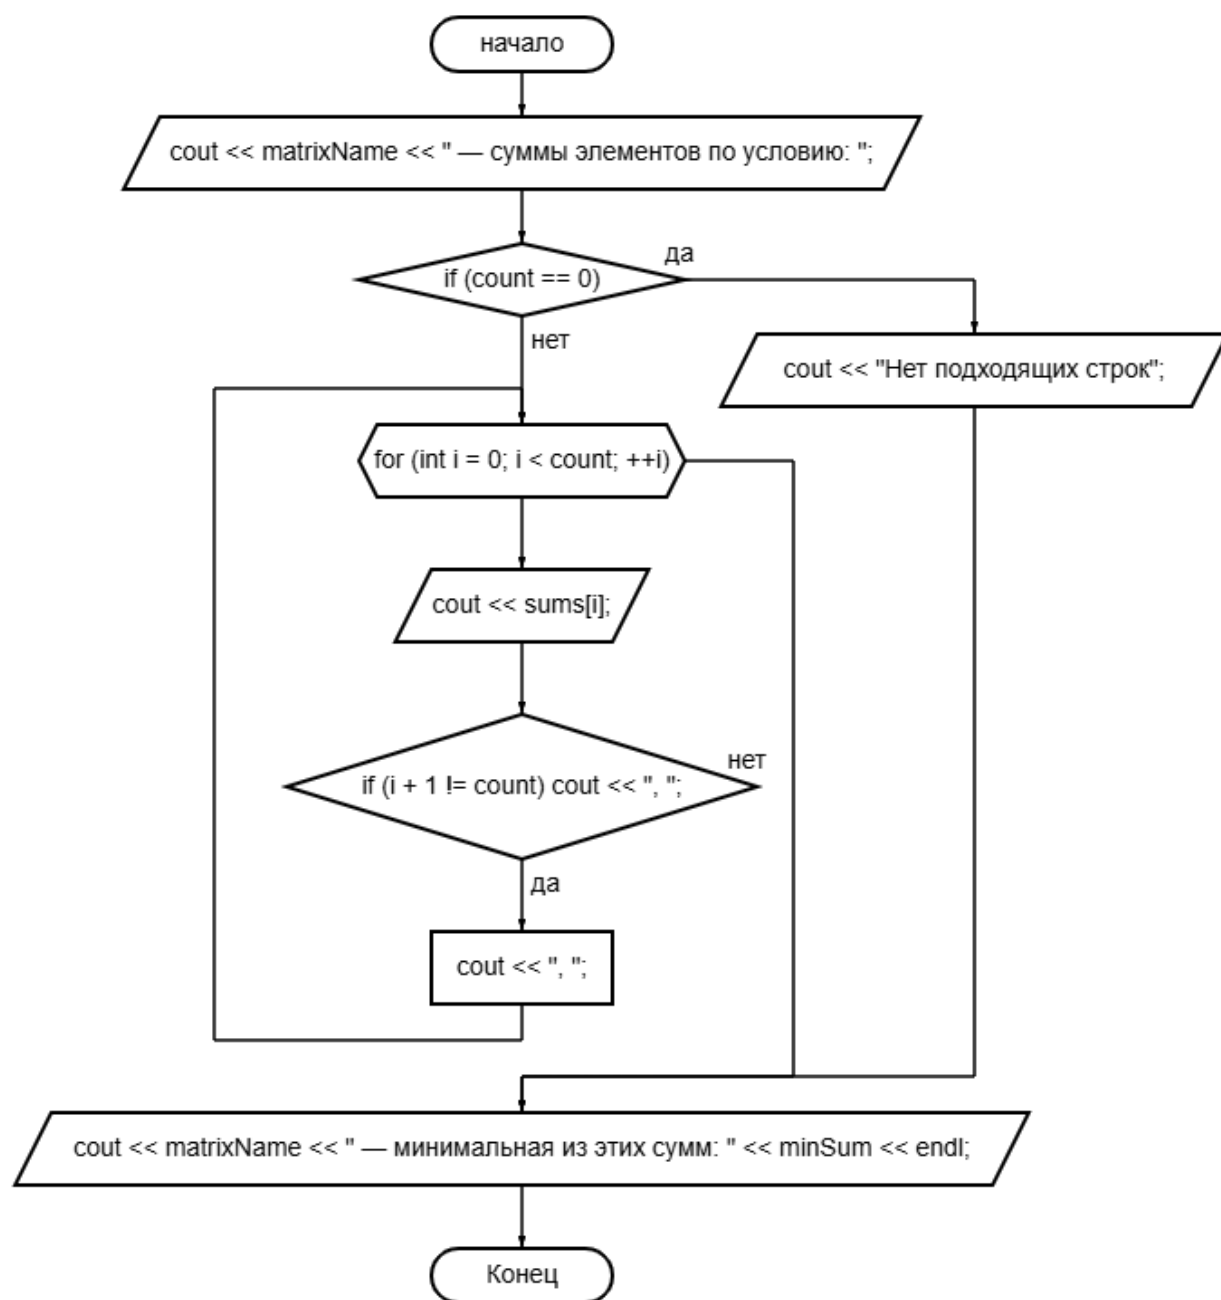 начало
cout << matrixName << " — суммы элементов по условию: ";
да
if (count == 0)
нет
cout << "Нет подходящих строк";
for (int i = 0; i < count; ++i)
cout << sums[i];
нет
if (i + 1 != count) cout << ", ";
да
cout << ", ";
cout << matrixName << " — минимальная из этих сумм: " << minSum << endl;
Конец